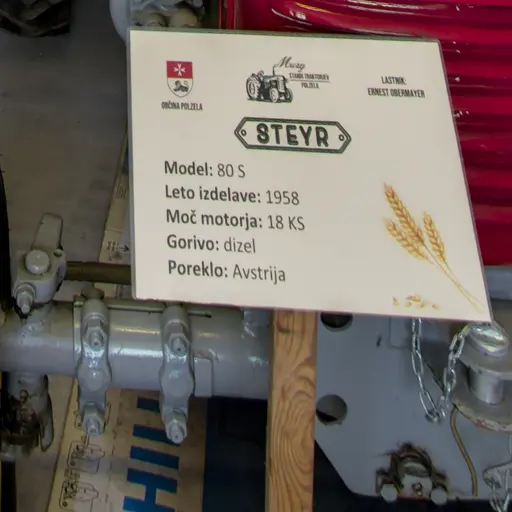 Muzej
STARIH TRAKTORJEV
POLZELA
OBČINA POLZELA
LASTNIK:
ERNEST OBERMAYER
STEYR
Model: 80 S
Leto izdelave: 1958
Moč motorja: 18 KS
Gorivo: dizel
Poreklo: Avstrija